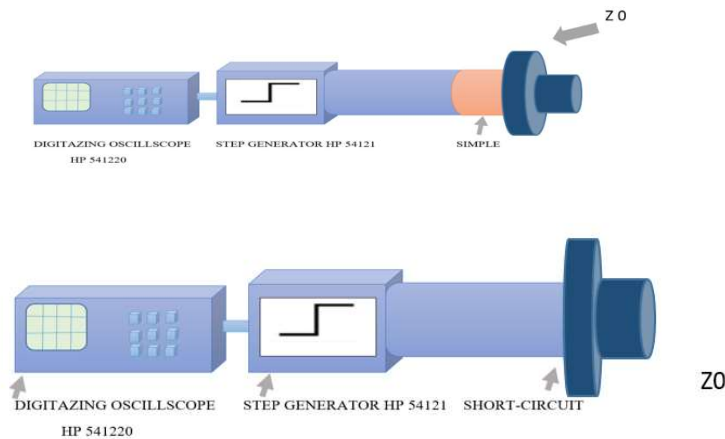 Z 0
DIGITAZING OSCILLSCOPE
HP 541220
STEP GENERATOR HP 54121
SIMPLE
Z0
DIGITAZING OSCILLSCOPE
HP 541220
STEP GENERATOR HP 54121
SHORT-CIRCUIT